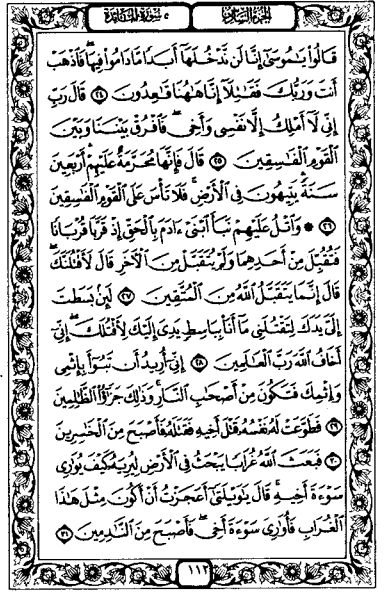 الجزء السادس
٥ سورة المائدة
قَالُوا۟ يَـٰمُوسَىٰٓ إِنَّا لَن نَّدْخُلَهَآ أَبَدًا مَّا دَامُوا۟ فِيهَا ۖ فَٱذْهَبْ
أَنتَ وَرَبُّكَ فَقَـٰتِلَآ إِنَّا هَـٰهُنَا قَـٰعِدُونَ ٢٤ قَالَ رَبِّ
إِنِّى لَآ أَمْلِكُ إِلَّا نَفْسِى وَأَخِى ۖ فَٱفْرُقْ بَيْنَنَا وَبَيْنَ
ٱلْقَوْمِ ٱلْفَـٰسِقِينَ ٢٥ قَالَ فَإِنَّهَا مُحَرَّمَةٌ عَلَيْهِمْ ۛ أَرْبَعِينَ
سَنَةً ۛ يَتِيهُونَ فِى ٱلْأَرْضِ ۚ فَلَا تَأْسَ عَلَى ٱلْقَوْمِ ٱلْفَـٰسِقِينَ
٢٦ ۞ وَٱتْلُ عَلَيْهِمْ نَبَأَ ٱبْنَىْ ءَادَمَ بِٱلْحَقِّ إِذْ قَرَّبَا قُرْبَانًا
فَتُقُبِّلَ مِنْ أَحَدِهِمَا وَلَمْ يُتَقَبَّلْ مِنَ ٱلْـَٔاخَرِ قَالَ لَأَقْتُلَنَّكَ ۖ
قَالَ إِنَّمَا يَتَقَبَّلُ ٱللَّهُ مِنَ ٱلْمُتَّقِينَ ٢٧ لَئِنۢ بَسَطتَ
إِلَىَّ يَدَكَ لِتَقْتُلَنِى مَآ أَنَا۠ بِبَاسِطٍ يَدِىَ إِلَيْكَ لِأَقْتُلَكَ ۖ إِنِّىٓ
أَخَافُ ٱللَّهَ رَبَّ ٱلْعَـٰلَمِينَ ٢٨ إِنِّىٓ أُرِيدُ أَن تَبُوٓأَ بِإِثْمِى
وَإِثْمِكَ فَتَكُونَ مِنْ أَصْحَـٰبِ ٱلنَّارِ ۚ وَذَٰلِكَ جَزَٰٓؤُا۟ ٱلظَّـٰلِمِينَ
٢٩ فَطَوَّعَتْ لَهُۥ نَفْسُهُۥ قَتْلَ أَخِيهِ فَقَتَلَهُۥ فَأَصْبَحَ مِنَ ٱلْخَـٰسِرِينَ
٣٠ فَبَعَثَ ٱللَّهُ غُرَابًا يَبْحَثُ فِى ٱلْأَرْضِ لِيُرِيَهُۥ كَيْفَ يُوَٰرِى
سَوْءَةَ أَخِيهِ ۚ قَالَ يَـٰوَيْلَتَىٰٓ أَعَجَزْتُ أَنْ أَكُونَ مِثْلَ هَـٰذَا
ٱلْغُرَابِ فَأُوَٰرِىَ سَوْءَةَ أَخِى ۖ فَأَصْبَحَ مِنَ ٱلنَّـٰدِمِينَ ٣١
١١٢